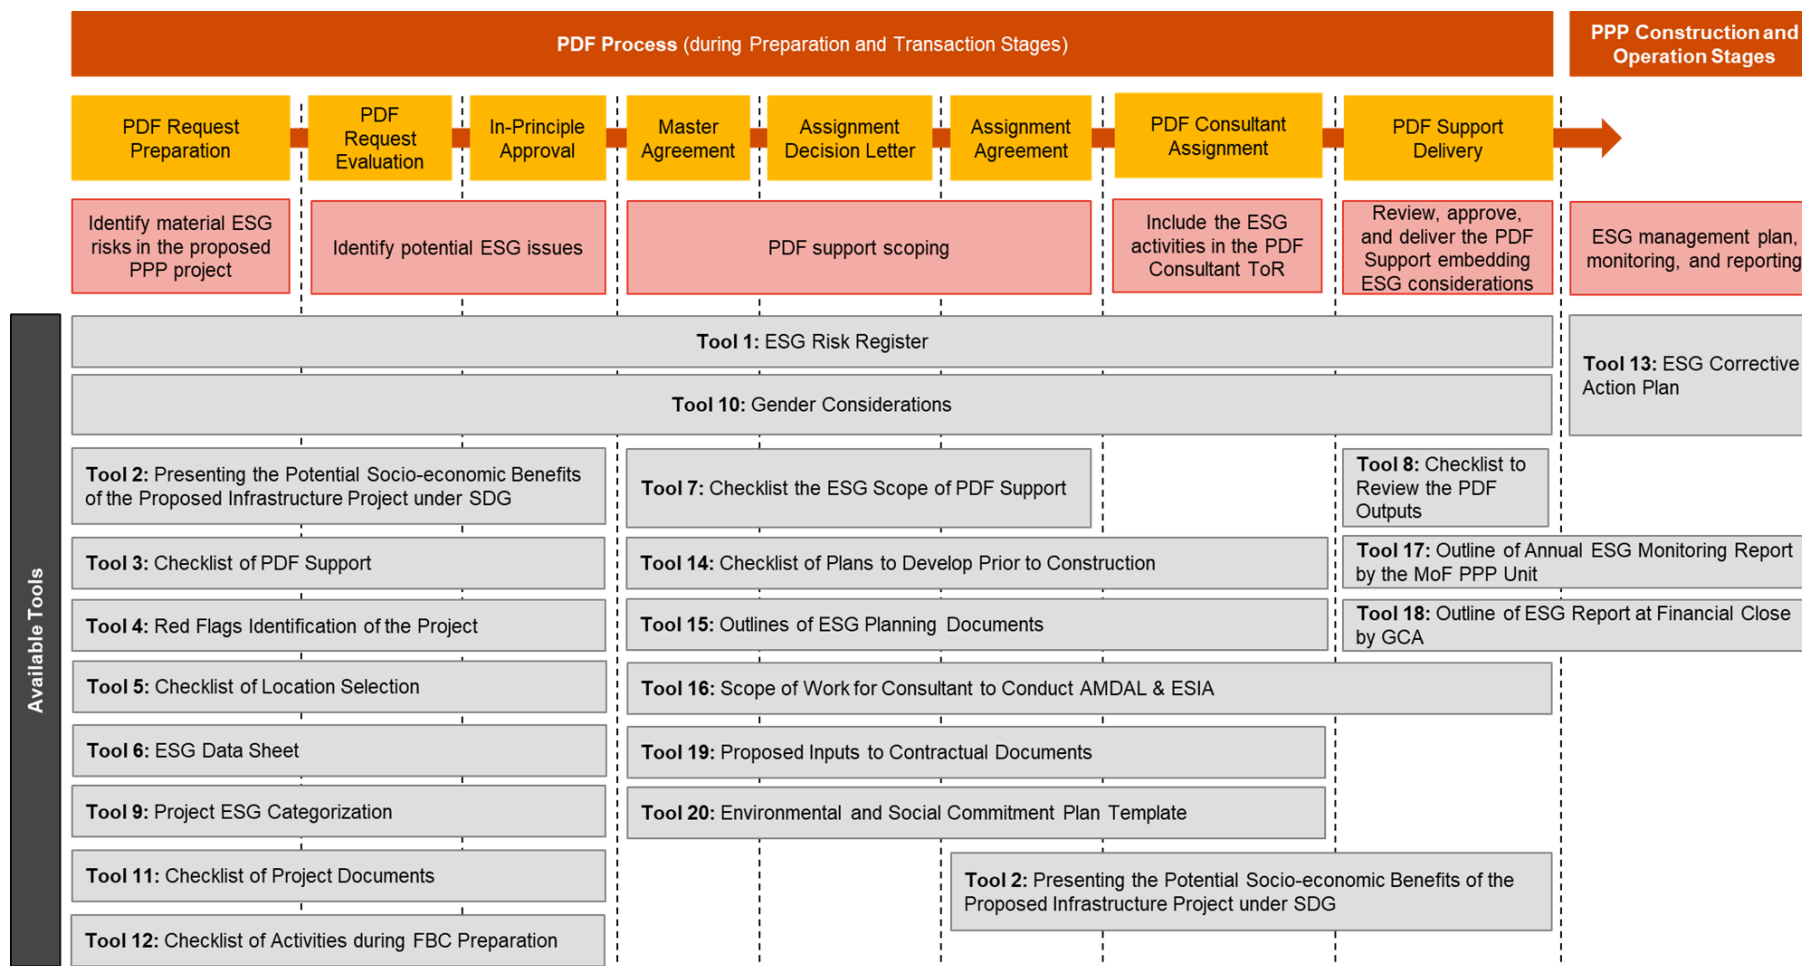 PDF Process (during Preparation and Transaction Stages)
PPP Construction and
Operation Stages
PDF Request
Preparation
PDF
Request
Evaluation
In-Principle
Approval
Master
Agreement
Assignment
Decision Letter
Assignment
Agreement
PDF Consultant
Assignment
PDF Support
Delivery
Identify material ESG
risks in the proposed
PPP project
Identify potential ESG issues
PDF support scoping
Include the ESG
activities in the PDF
Consultant ToR
Review, approve,
and deliver the PDF
Support embedding
ESG considerations
ESG management plan,
monitoring, and reporting
Available Tools
Tool 1: ESG Risk Register
Tool 10: Gender Considerations
Tool 13: ESG Corrective
Action Plan
Tool 2: Presenting the Potential Socio-economic Benefits
of the Proposed Infrastructure Project under SDG
Tool 3: Checklist of PDF Support
Tool 4: Red Flags Identification of the Project
Tool 5: Checklist of Location Selection
Tool 6: ESG Data Sheet
Tool 9: Project ESG Categorization
Tool 11: Checklist of Project Documents
Tool 12: Checklist of Activities during FBC Preparation
Tool 7: Checklist the ESG Scope of PDF Support
Tool 14: Checklist of Plans to Develop Prior to Construction
Tool 15: Outlines of ESG Planning Documents
Tool 16: Scope of Work for Consultant to Conduct AMDAL & ESIA
Tool 19: Proposed Inputs to Contractual Documents
Tool 20: Environmental and Social Commitment Plan Template
Tool 2: Presenting the Potential Socio-economic Benefits of the
Proposed Infrastructure Project under SDG
Tool 8: Checklist to
Review the PDF
Outputs
Tool 17: Outline of Annual ESG Monitoring Report
by the MoF PPP Unit
Tool 18: Outline of ESG Report at Financial Close
by GCA